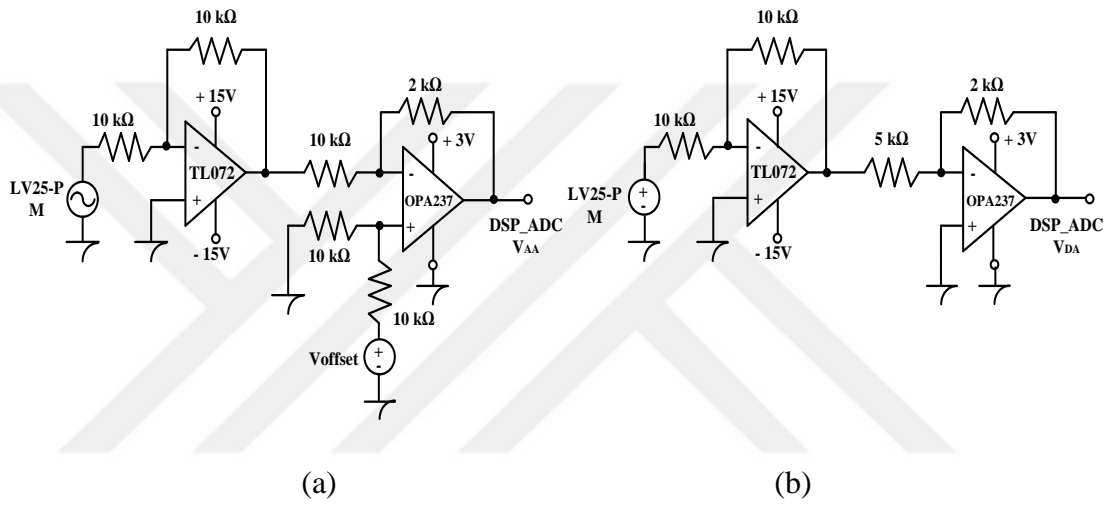 10 kΩ
+ 15V
10 kΩ
-
TL072
+
- 15V
LV25-P
M
2 kΩ
+ 3V
10 kΩ
-
OPA237
+
10 kΩ
DSP_ADC
VAA
10 kΩ
Voffset
+
-
(a)
10 kΩ
+ 15V
10 kΩ
-
TL072
+
- 15V
LV25-P
M
+
-
2 kΩ
+ 3V
5 kΩ
-
OPA237
+
DSP_ADC
VDA
(b)